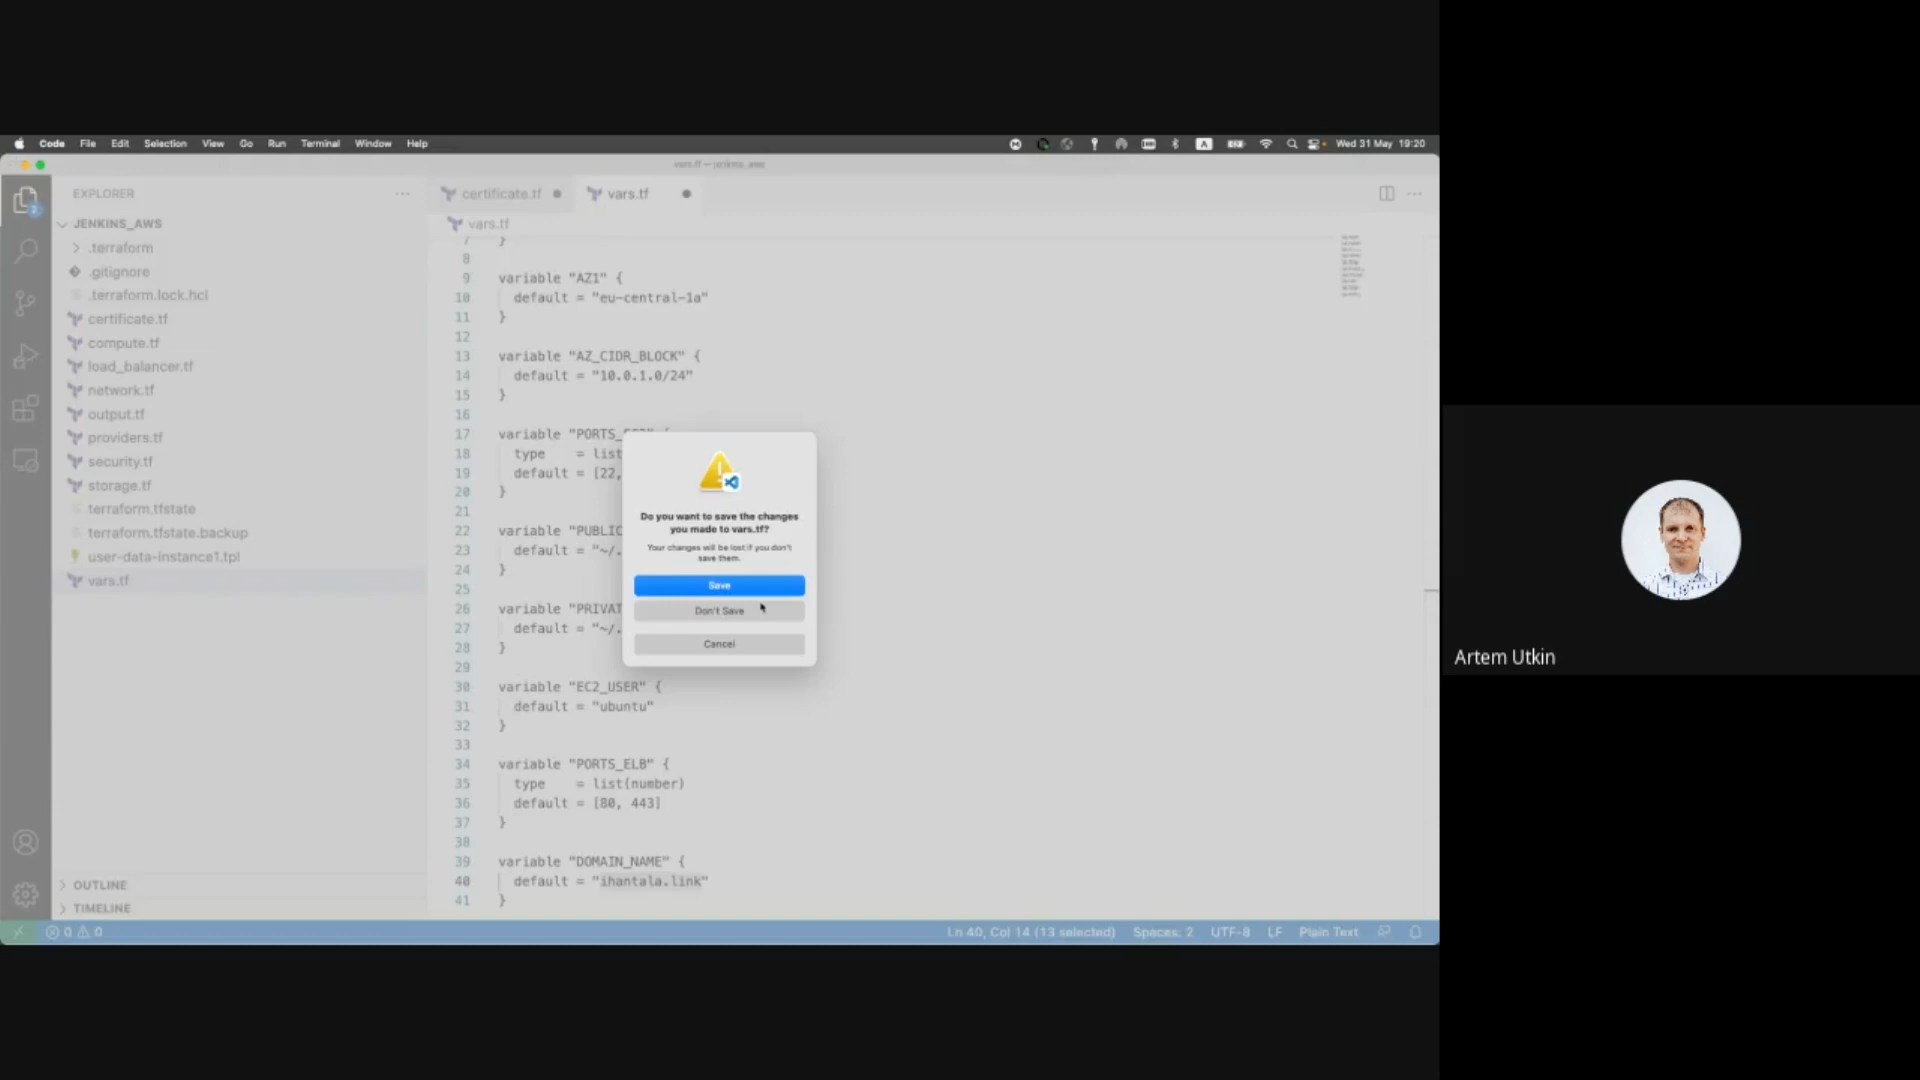 Code File Edit Selection View Go Run Terminal Window Help
A
Wed 31 May 19:20
vars.tf — jenkins_aws
EXPLORER
2
JENKINS_AWS
.terraform
.gitignore
.terraform.lock.hcl
certificate.tf
compute.tf
load_balancer.tf
network.tf
output.tf
providers.tf
security.tf
storage.tf
terraform.tfstate
terraform.tfstate.backup
user-data-instance1.tpl
vars.tf
OUTLINE
TIMELINE
certificate.tf
vars.tf
vars.tf
7 }
8
9 variable "AZ1" {
10 default = "eu-central-1a"
11 }
12
13 variable "AZ_CIDR_BLOCK" {
14 default = "10.0.1.0/24"
15 }
16
17 variable "PORTS_
18 type = list
19 default = [22,
20 }
21
22 variable "PUBLIC
23 default = "~/.
24 }
25
26 variable "PRIVAT
27 default = "~/.
28 }
29
30 variable "EC2_USER" {
31 default = "ubuntu"
32 }
33
34 variable "PORTS_ELB" {
35 type = list(number)
36 default = [80, 443]
37 }
38
39 variable "DOMAIN_NAME" {
40 default = "ihantala.link"
41 }
Do you want to save the changes
you made to vars.tf?
Your changes will be lost if you don't
save them.
Save
Don't Save
Cancel
0 0
Ln 40, Col 14 (13 selected) Spaces: 2 UTF-8 LF Plain Text
Artem Utkin